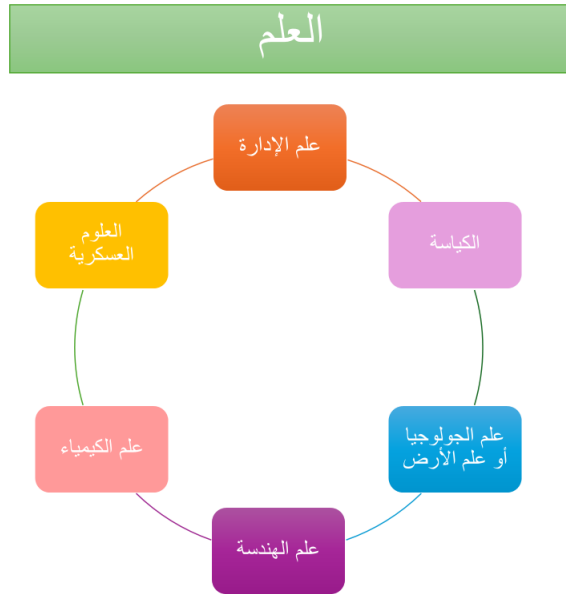 العلم
علم الإدارة
الكياسة
علم الجولوجيا
أو علم الأرض
علم الهندسة
علم الكيمياء
العلوم
العسكرية